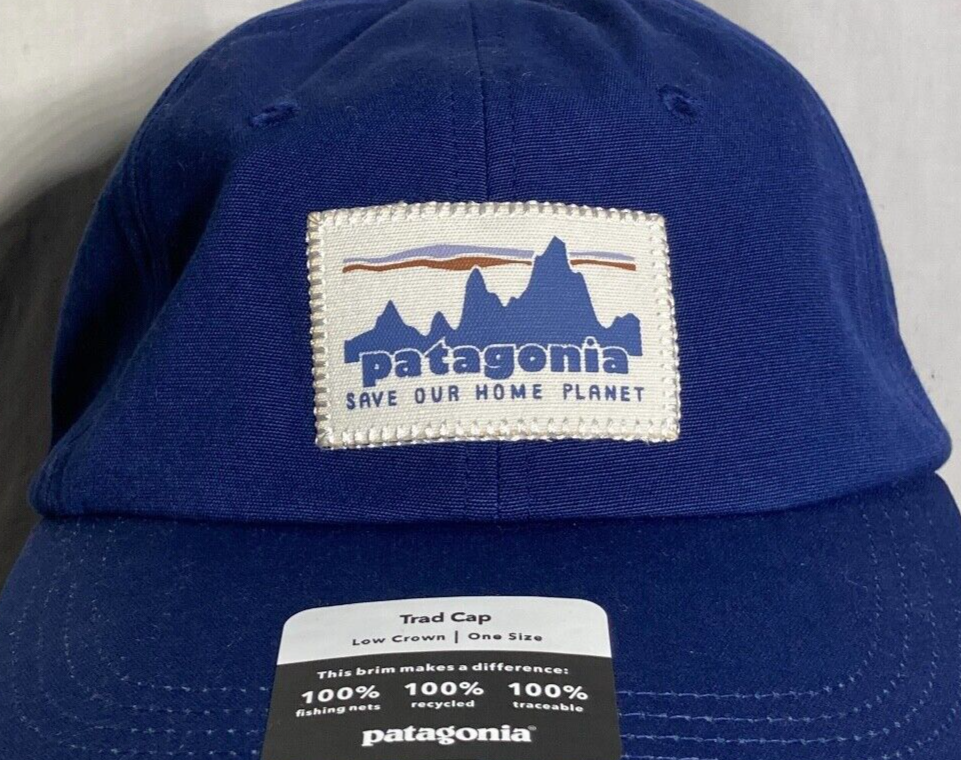 patagonia
SAVE OUR HOME PLANET
Trad Cap
Low Crown | One Size
This brim makes a difference:
100% 100% 100%
fishing nets recycled traceable
patagonia®